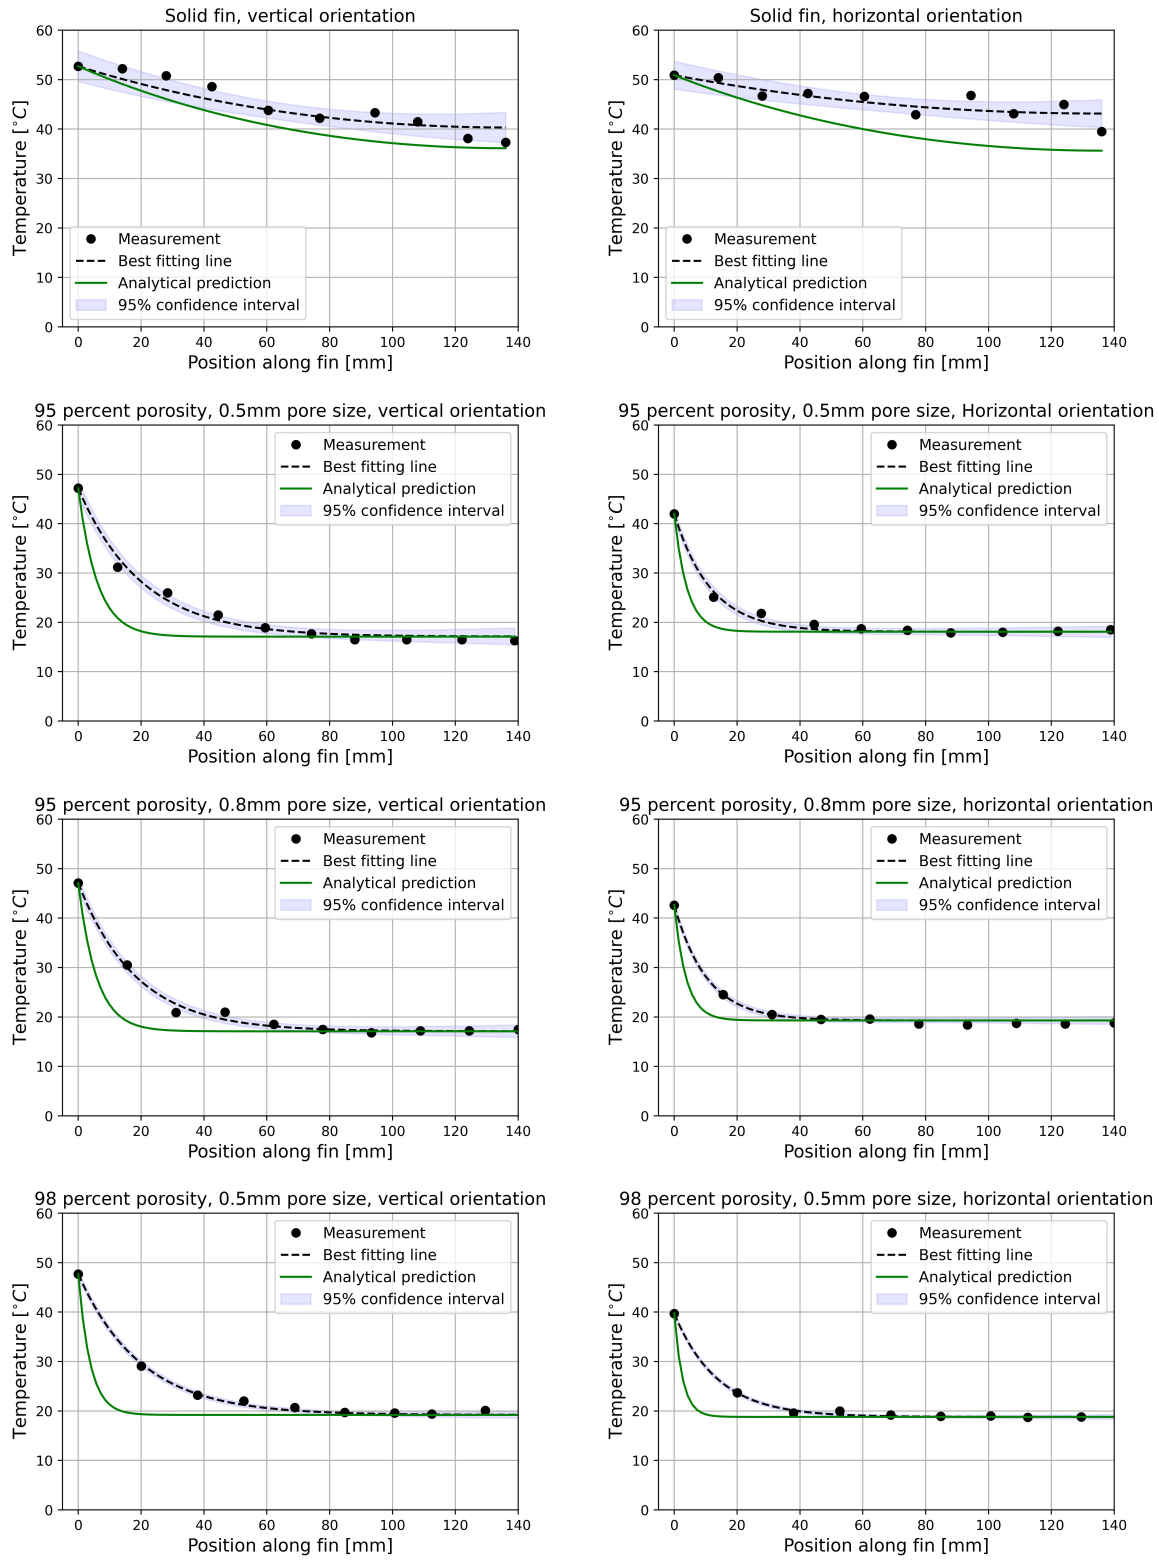 Solid fin, vertical orientation
60
50
40
30
20
10
0
Temperature [°C]
Measurement
Best fitting line
Analytical prediction
95% confidence interval
0 20 40 60 80 100 120 140
Position along fin [mm]
Solid fin, horizontal orientation
60
50
40
30
20
10
0
Temperature [°C]
Measurement
Best fitting line
Analytical prediction
95% confidence interval
0 20 40 60 80 100 120 140
Position along fin [mm]
95 percent porosity, 0.5mm pore size, vertical orientation
60
50
40
30
20
10
0
Temperature [°C]
Measurement
Best fitting line
Analytical prediction
95% confidence interval
0 20 40 60 80 100 120 140
Position along fin [mm]
95 percent porosity, 0.5mm pore size, Horizontal orientation
60
50
40
30
20
10
0
Temperature [°C]
Measurement
Best fitting line
Analytical prediction
95% confidence interval
0 20 40 60 80 100 120 140
Position along fin [mm]
95 percent porosity, 0.8mm pore size, vertical orientation
60
50
40
30
20
10
0
Temperature [°C]
Measurement
Best fitting line
Analytical prediction
95% confidence interval
0 20 40 60 80 100 120 140
Position along fin [mm]
95 percent porosity, 0.8mm pore size, horizontal orientation
60
50
40
30
20
10
0
Temperature [°C]
Measurement
Best fitting line
Analytical prediction
95% confidence interval
0 20 40 60 80 100 120 140
Position along fin [mm]
98 percent porosity, 0.5mm pore size, vertical orientation
60
50
40
30
20
10
0
Temperature [°C]
Measurement
Best fitting line
Analytical prediction
95% confidence interval
0 20 40 60 80 100 120 140
Position along fin [mm]
98 percent porosity, 0.5mm pore size, horizontal orientation
60
50
40
30
20
10
0
Temperature [°C]
Measurement
Best fitting line
Analytical prediction
95% confidence interval
0 20 40 60 80 100 120 140
Position along fin [mm]